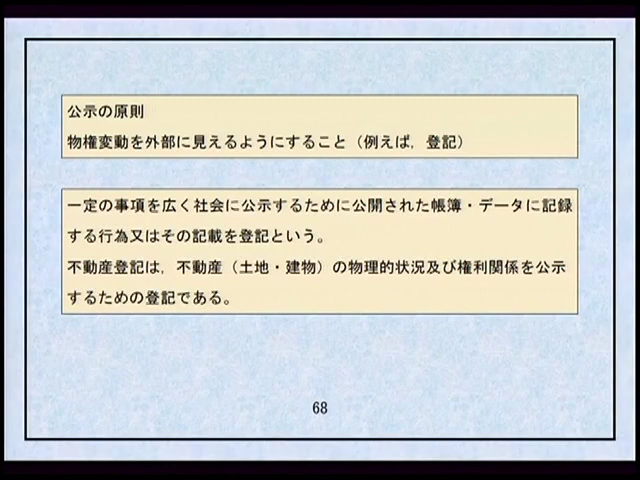 公示の原則
物権変動を外部に見えるようにすること（例えば，登記）
一定の事項を広く社会に公示するために公開された帳簿・データに記録
する行為又はその記載を登記という。
不動産登記は，不動産（土地・建物）の物理的状況及び権利関係を公示
するための登記である。
68